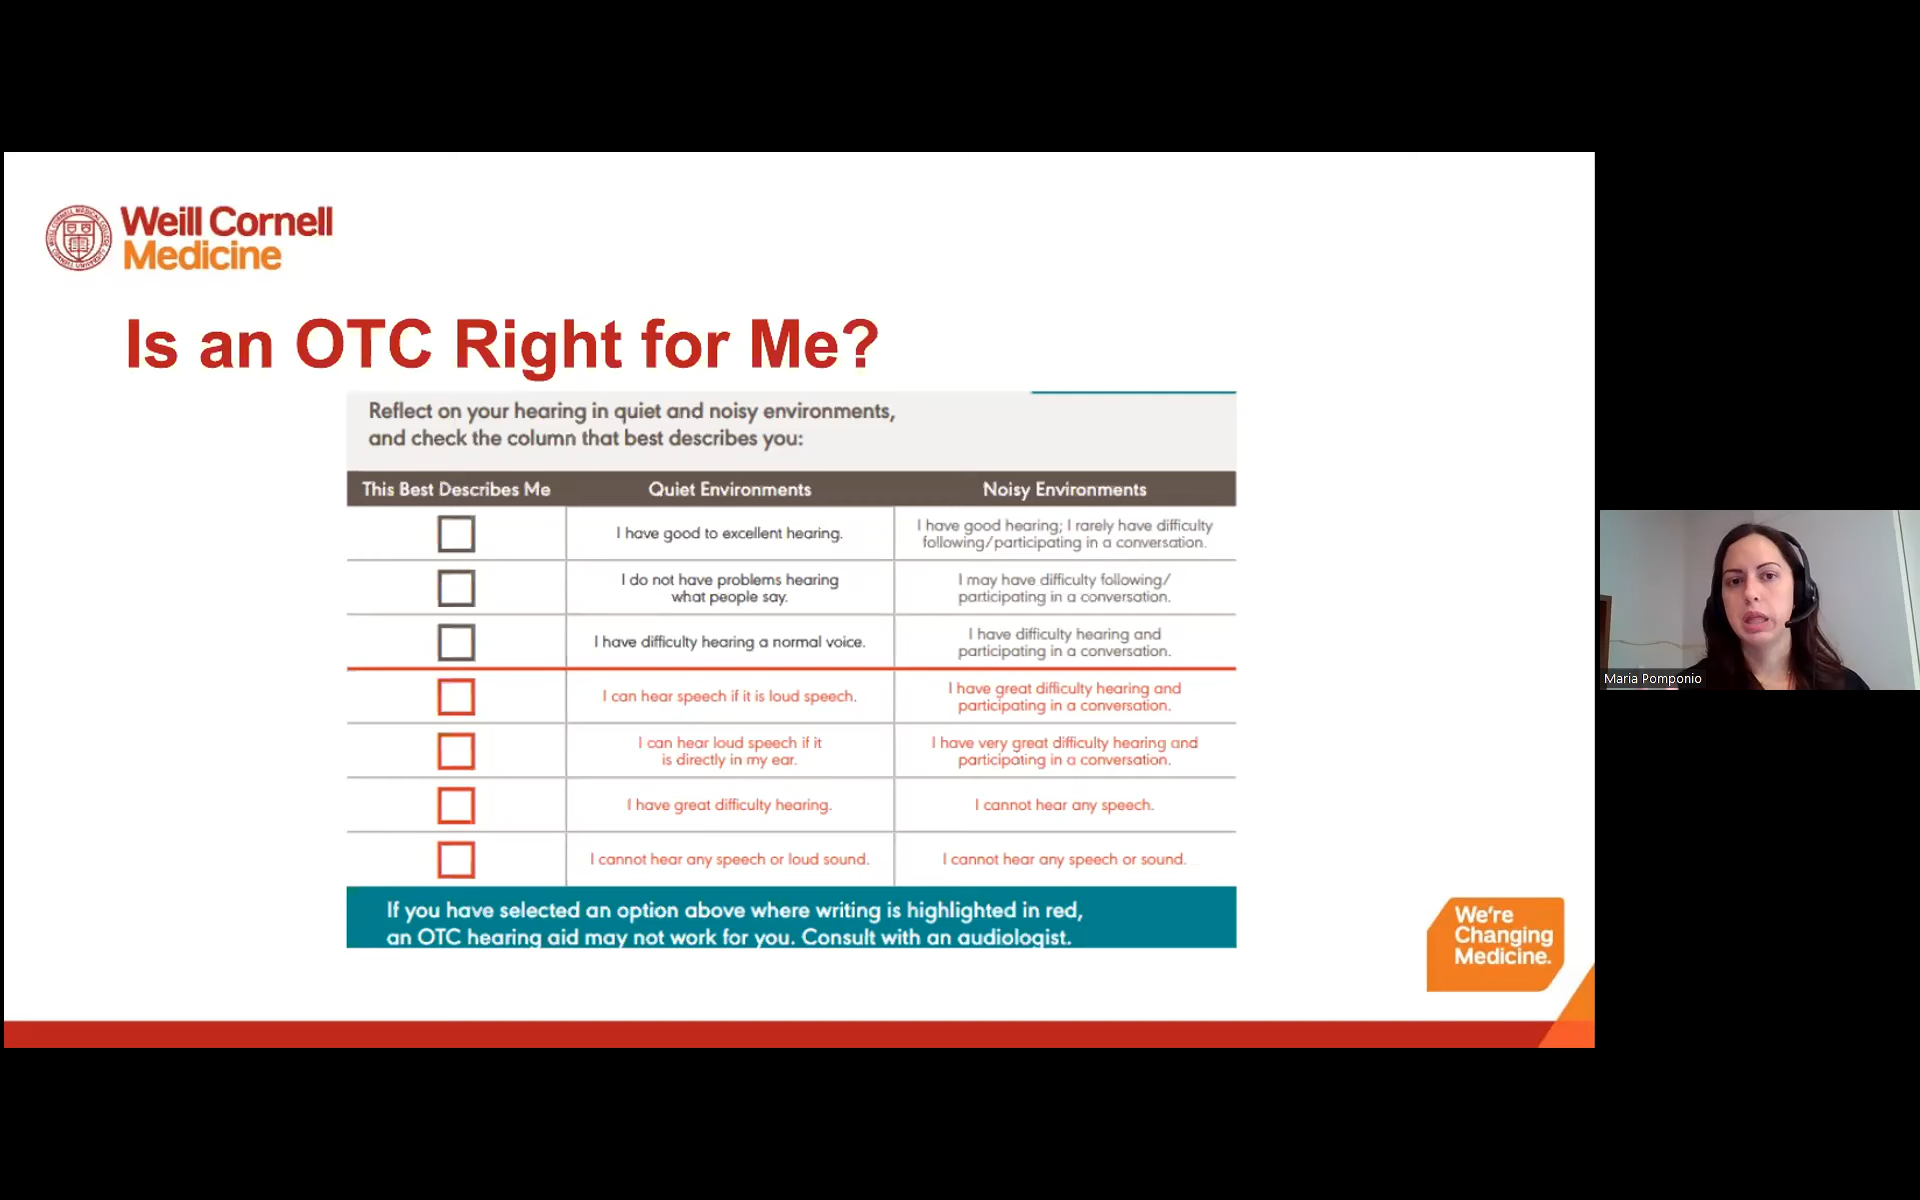 Weill Cornell
Medicine
Is an OTC Right for Me?
Reflect on your hearing in quiet and noisy environments,
and check the column that best describes you:
This Best Describes Me Quiet Environments Noisy Environments
I have good to excellent hearing.
I have good hearing; I rarely have difficulty
following/participating in a conversation.
I do not have problems hearing
what people say.
I may have difficulty following/
participating in a conversation.
I have difficulty hearing a normal voice.
I have difficulty hearing and
participating in a conversation.
I can hear speech if it is loud speech.
I have great difficulty hearing and
participating in a conversation.
I can hear loud speech if it
is directly in my ear.
I have very great difficulty hearing and
participating in a conversation.
I have great difficulty hearing.
I cannot hear any speech.
I cannot hear any speech or loud sound.
I cannot hear any speech or sound.
If you have selected an option above where writing is highlighted in red,
an OTC hearing aid may not work for you. Consult with an audiologist.
We're
Changing
Medicine.
Maria Pomponio